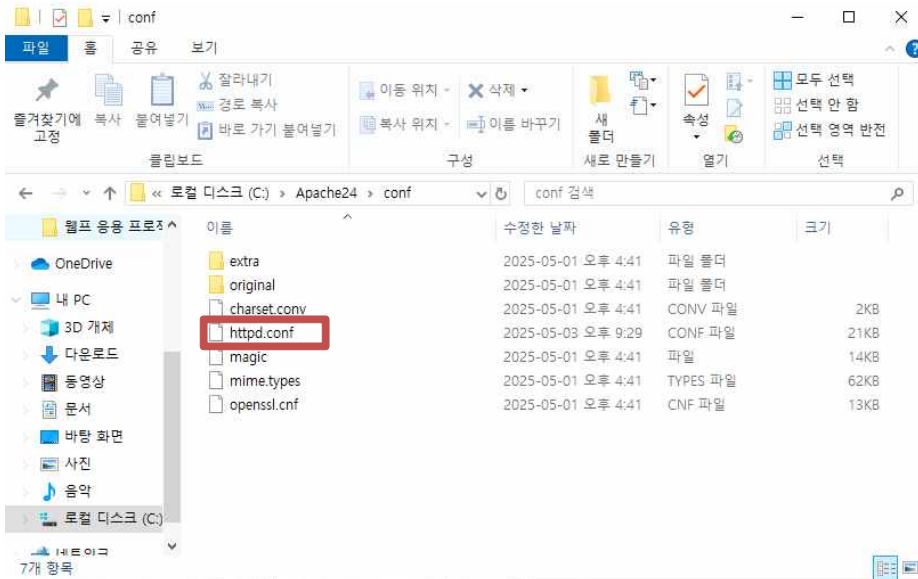 conf
파일 홈 공유 보기
즐겨찾기에 고정
복사
붙여넣기
잘라내기
경로 복사
바로 가기 붙여넣기
클립보드
이동 위치
복사 위치
삭제
이름 바꾸기
구성
새 폴더
새로 만들기
속성
열기
모두 선택
선택 안 함
선택 영역 반전
선택
« 로컬 디스크 (C:) › Apache24 › conf
conf 검색
웹프 응용 프로
OneDrive
내 PC
3D 개체
다운로드
동영상
문서
바탕 화면
사진
음악
로컬 디스크 (C:)
네트워크
이름 수정한 날짜 유형 크기
extra 2025-05-01 오후 4:41 파일 폴더
original 2025-05-01 오후 4:41 파일 폴더
charset.conv 2025-05-01 오후 4:41 CONV 파일 2KB
httpd.conf 2025-05-03 오후 9:29 CONF 파일 21KB
magic 2025-05-01 오후 4:41 파일 14KB
mime.types 2025-05-01 오후 4:41 TYPES 파일 62KB
openssl.cnf 2025-05-01 오후 4:41 CNF 파일 13KB
7개 항목